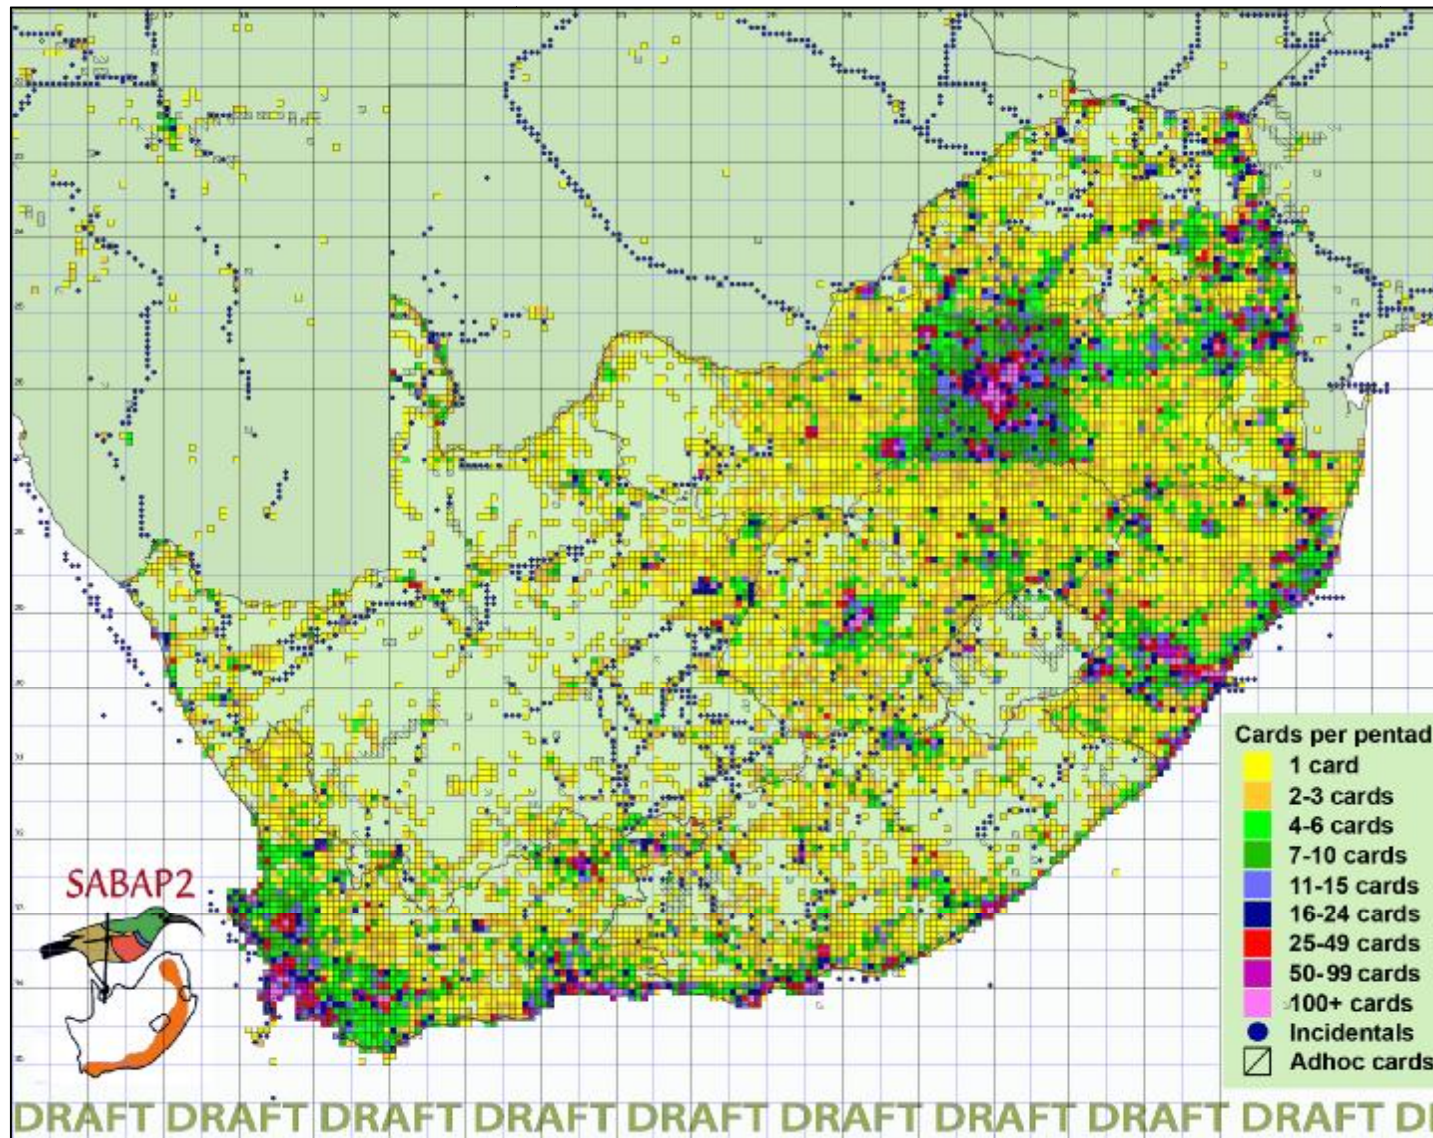 Cards per pentad
1 card
2-3 cards
4-6 cards
7-10 cards
11-15 cards
16-24 cards
25-49 cards
50-99 cards
100+ cards
Incidentals
Adhoc cards
SABAP2
DRAFT DRAFT DRAFT DRAFT DRAFT DRAFT DRAFT DRAFT DRAFT